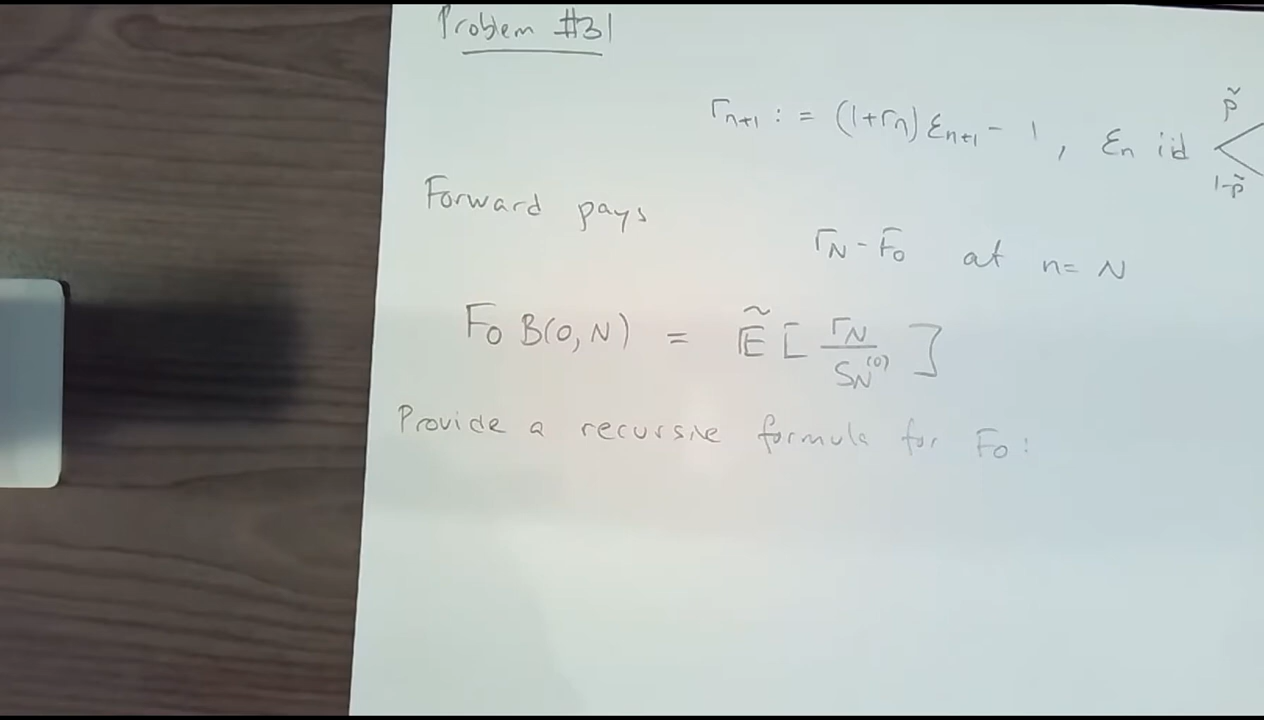 Problem #31
r_{n+1} := (1+r_n) ε_{n+1} - 1 , ε_n iid < p̃
1-p̃
Forward pays
r_N - F_0 at n= N
F_0 B(0,N) = Ẽ [ r_N / S_N^{(0)} ]
Provide a recursive formula for F_0: